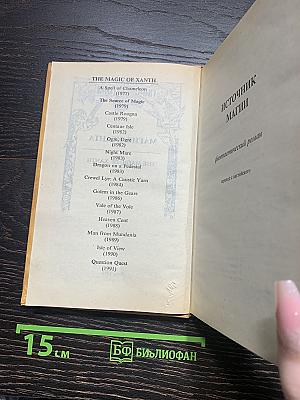 THE MAGIC OF XANTH
A Spell of Chameleon
(1977)
The Source of Magic
(1979)
Castle Roogna
(1979)
Centaur Isle
(1982)
Ogre, Ogre
(1982)
Night Mare
(1983)
Dragon on a Pedestal
(1983)
Crewel Lye: A Caustic Yarn
(1984)
Golem in the Gears
(1986)
Vale of the Vole
(1987)
Heaven Cent
(1988)
Man from Mundania
(1989)
Isle of View
(1990)
Question Quest
(1991)
ИСТОЧНИК
МАГИИ
фантастический роман
перевод с английского
15 см
БФ БИБЛИОФАН